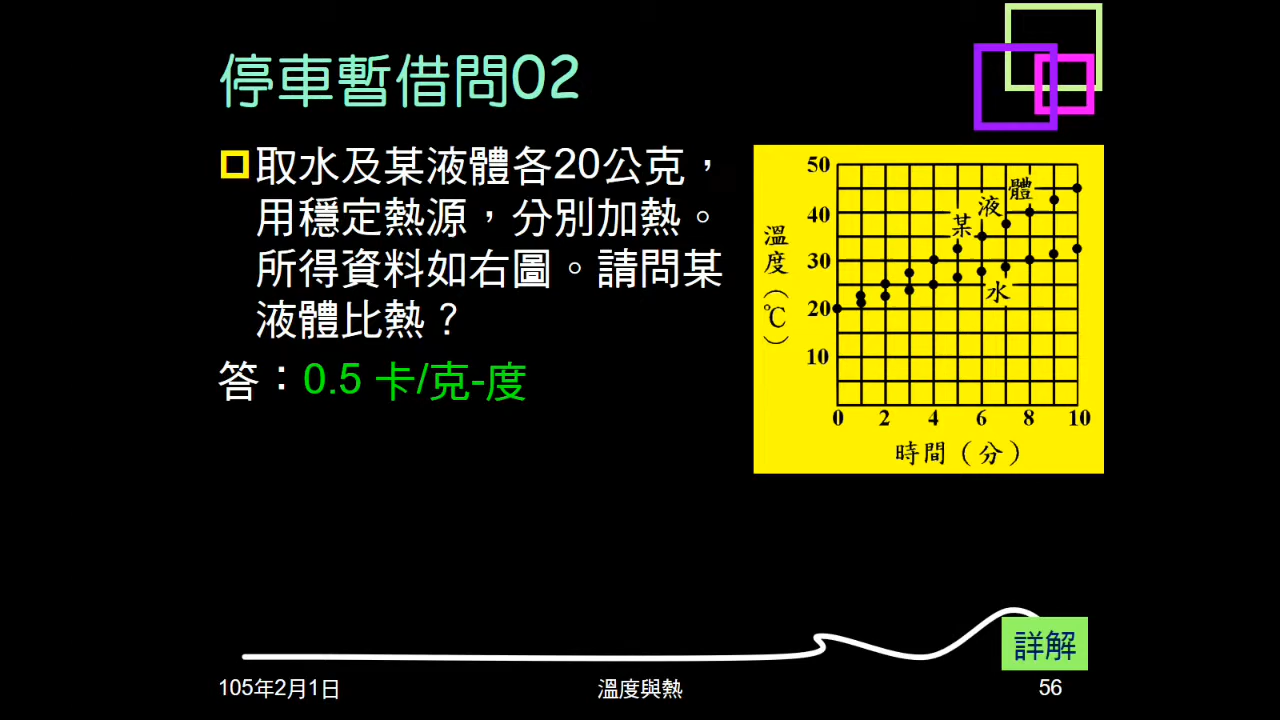 停車暫借問02
取水及某液體各20公克，
用穩定熱源，分別加熱。
所得資料如右圖。請問某
液體比熱？
答：0.5 卡/克-度
50
40
30
20
10
溫度（℃）
某液體
水
0 2 4 6 8 10
時間（分）
詳解
105年2月1日 溫度與熱 56